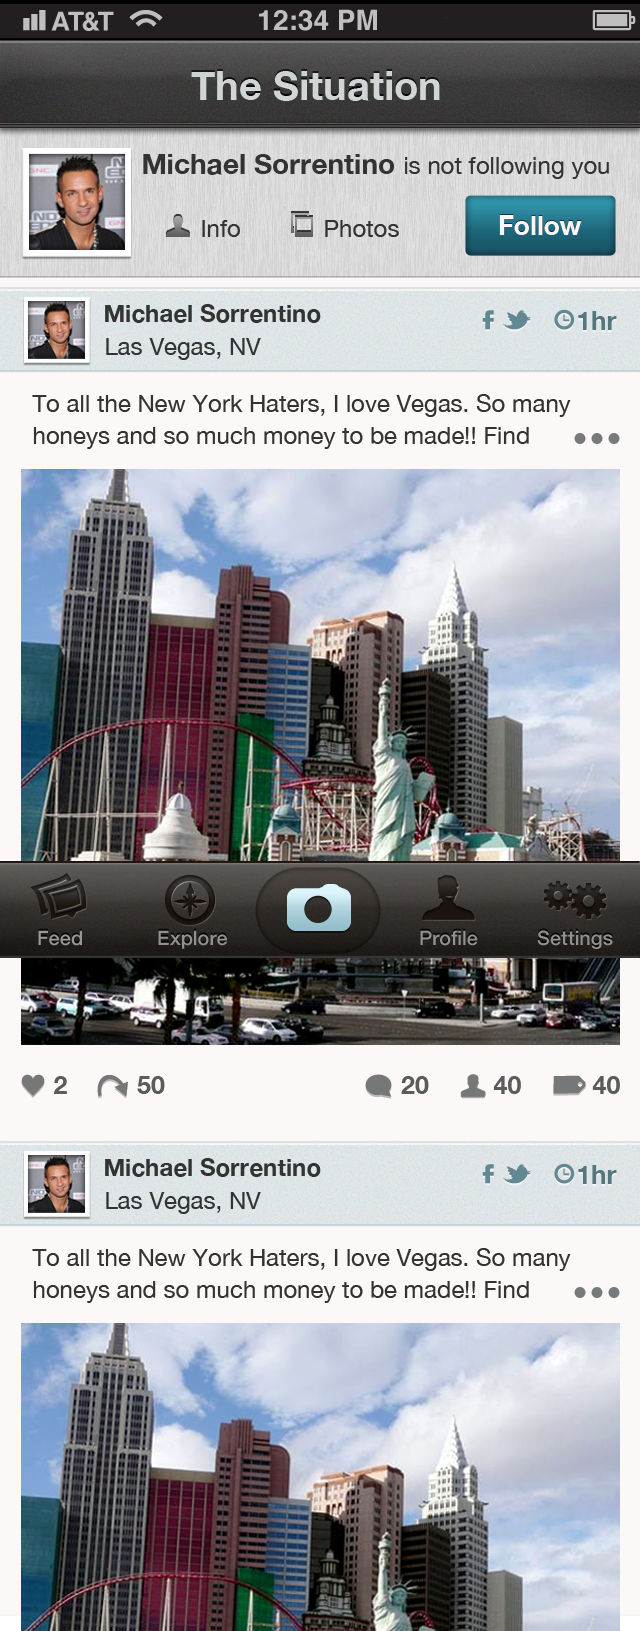 AT&T 12:34 PM
The Situation
Michael Sorrentino is not following you
Info Photos Follow
Michael Sorrentino
Las Vegas, NV
1hr
To all the New York Haters, I love Vegas. So many
honeys and so much money to be made!! Find
Feed Explore Profile Settings
2 50 20 40 40
Michael Sorrentino
Las Vegas, NV
1hr
To all the New York Haters, I love Vegas. So many
honeys and so much money to be made!! Find